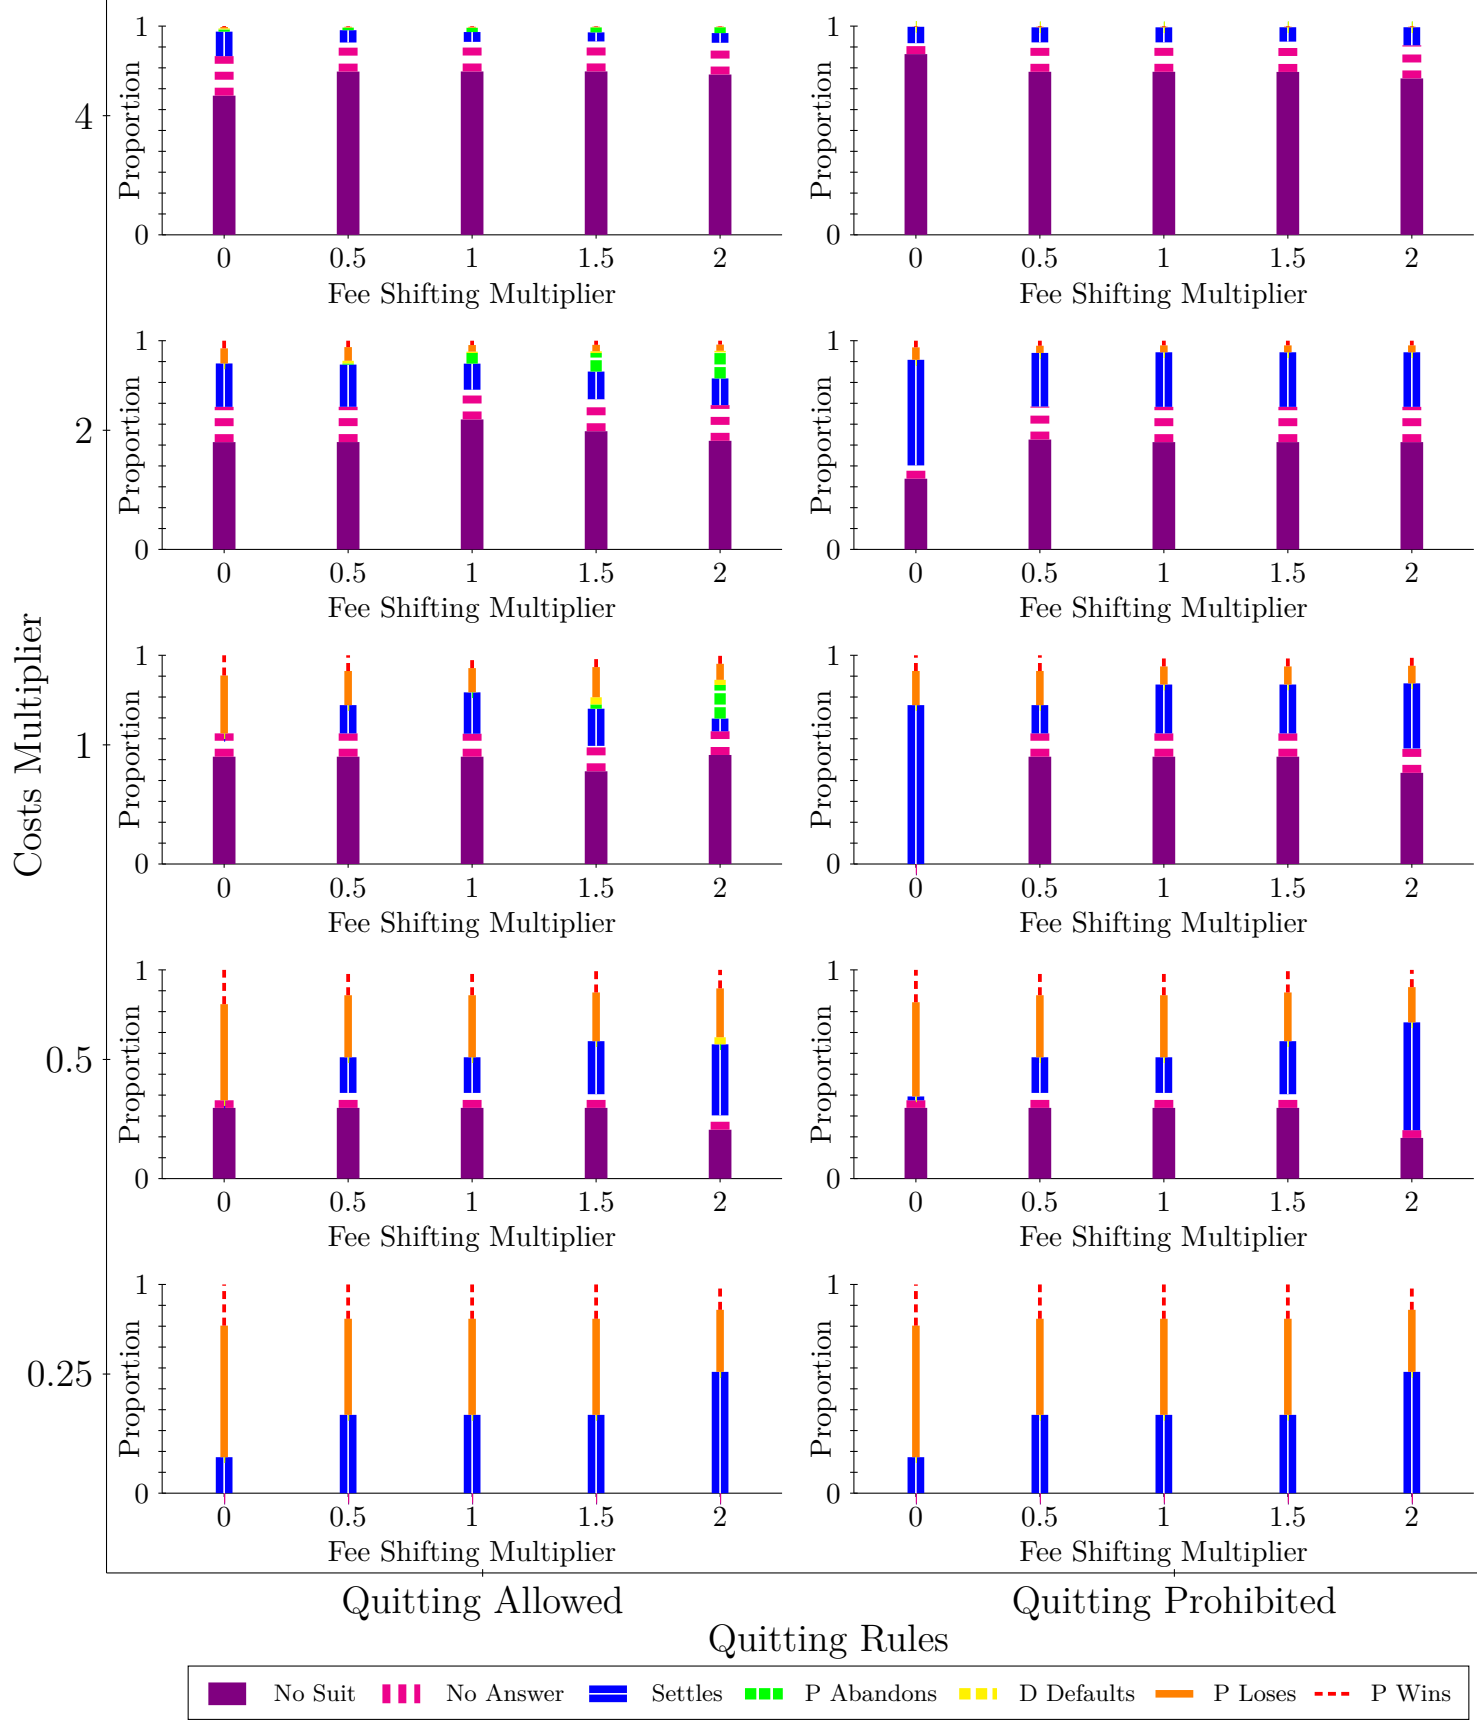 Costs Multiplier
4
Proportion
1
0
0 0.5 1 1.5 2
Fee Shifting Multiplier
Proportion
1
0
0 0.5 1 1.5 2
Fee Shifting Multiplier
2
Proportion
1
0
0 0.5 1 1.5 2
Fee Shifting Multiplier
Proportion
1
0
0 0.5 1 1.5 2
Fee Shifting Multiplier
1
Proportion
1
0
0 0.5 1 1.5 2
Fee Shifting Multiplier
Proportion
1
0
0 0.5 1 1.5 2
Fee Shifting Multiplier
0.5
Proportion
1
0
0 0.5 1 1.5 2
Fee Shifting Multiplier
Proportion
1
0
0 0.5 1 1.5 2
Fee Shifting Multiplier
0.25
Proportion
1
0
0 0.5 1 1.5 2
Fee Shifting Multiplier
Proportion
1
0
0 0.5 1 1.5 2
Fee Shifting Multiplier
Quitting Allowed
Quitting Prohibited
Quitting Rules
No Suit No Answer Settles P Abandons D Defaults P Loses P Wins